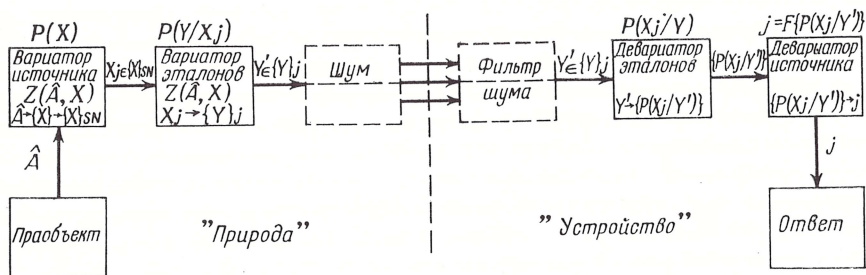 P(X)
Вариатор
источника
Z(Â, X)
Â→{X}→{X}SN
Xj∈{X}SN
P(Y/Xj)
Вариатор
эталонов
Z(Â, X)
Xj→{Y}j
Y'∈{Y}j
Шум
Фильтр
шума
Y'∈{Y}j
P(Xj/Y)
Девариатор
эталонов
Y'→{P(Xj/Y')}
{P(Xj/Y')}
j=F{P(Xj/Y')}
Девариатор
источника
{P(Xj/Y')}→j
Â
j
Праобъект
"Природа"
"Устройство"
Ответ